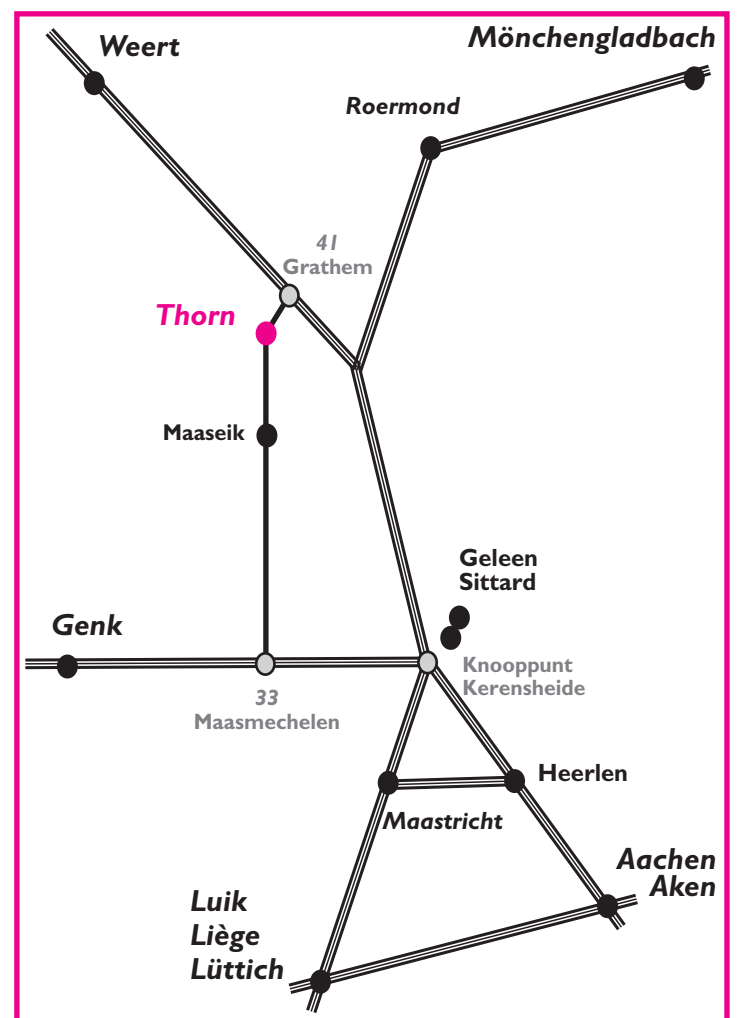 Weert
Mönchengladbach
Roermond
41
Grathem
Thorn
Maaseik
Geleen
Sittard
Genk
Knooppunt
Kerensheide
33
Maasmechelen
Heerlen
Maastricht
Aachen
Aken
Luik
Liège
Lüttich